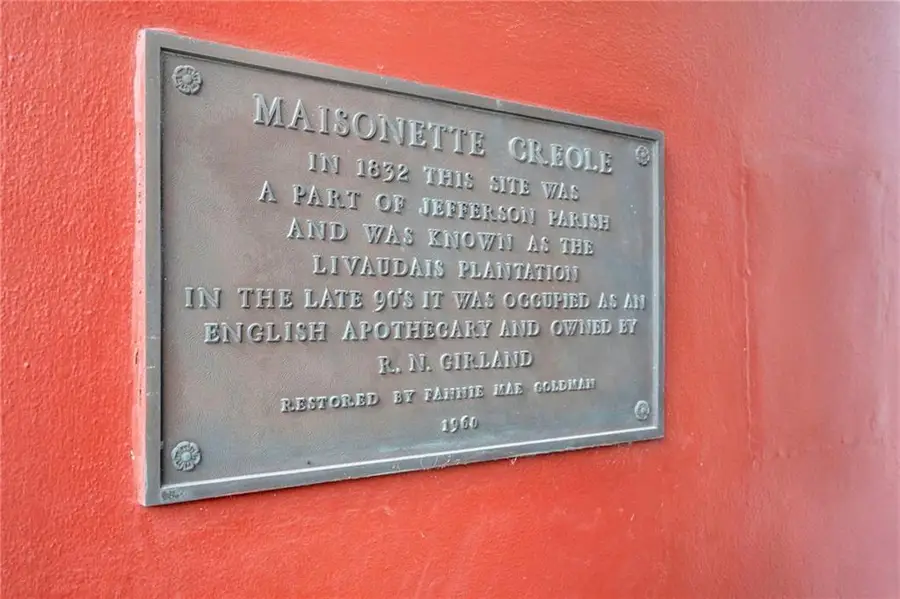 MAISONETTE CREOLE
IN 1832 THIS SITE WAS
A PART OF JEFFERSON PARISH
AND WAS KNOWN AS THE
LIVAUDAIS PLANTATION
IN THE LATE 90'S IT WAS OCCUPIED AS AN
ENGLISH APOTHECARY AND OWNED BY
R. N. GIRLAND
RESTORED BY FANNIE MAE GOLDMAN
1960